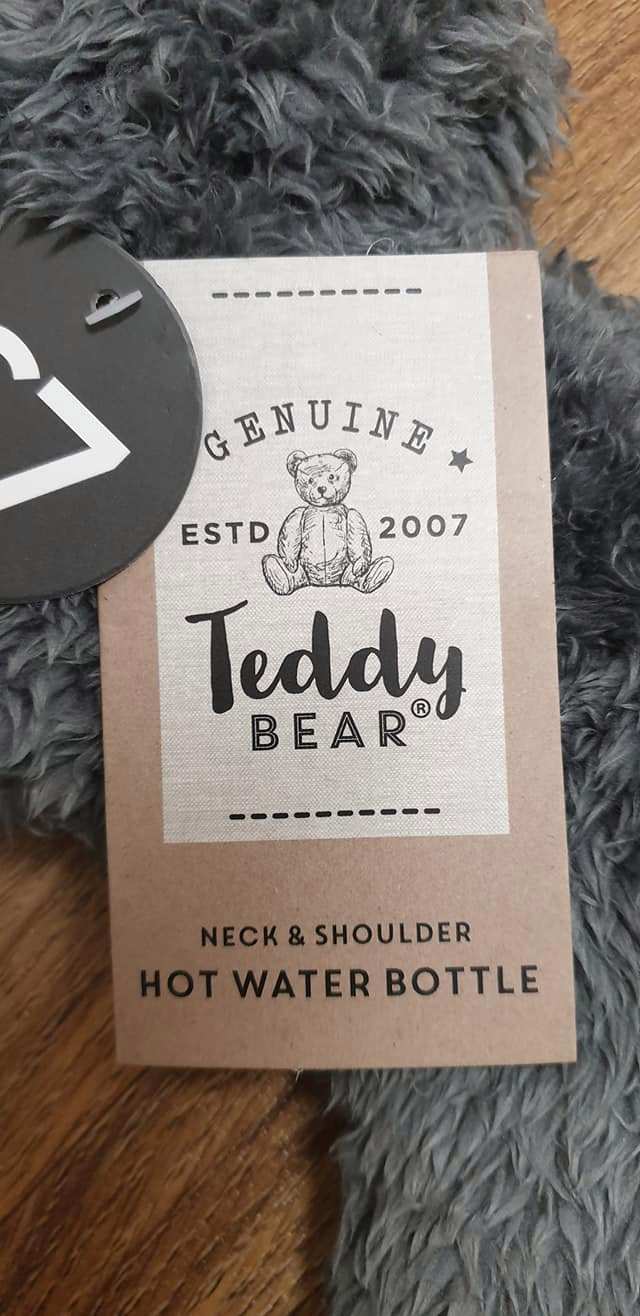 GENUINE
ESTD 2007
Teddy
BEAR®
NECK & SHOULDER
HOT WATER BOTTLE